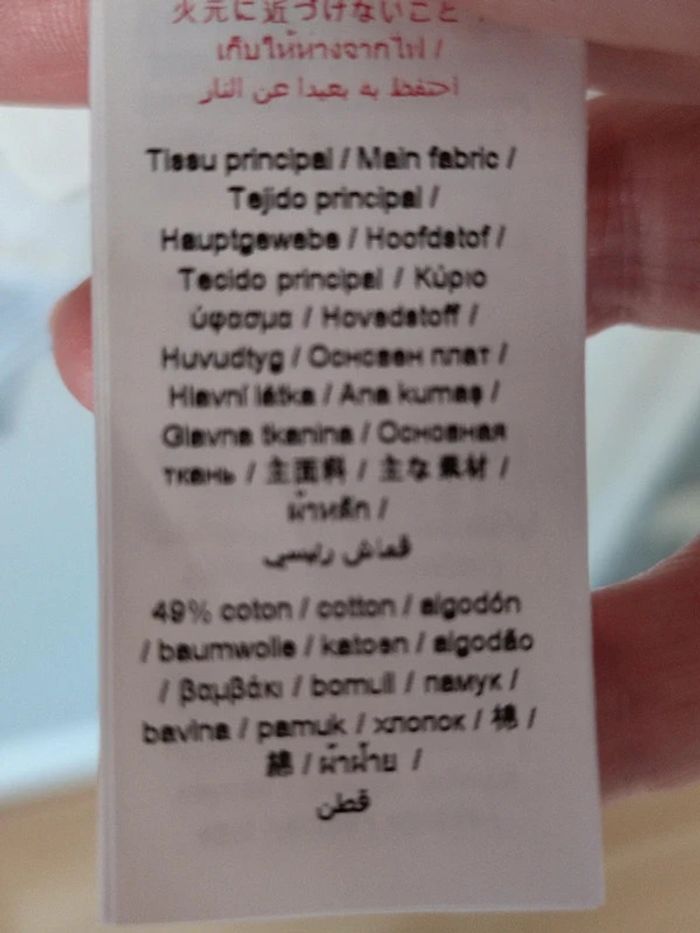 火元に近づけないこと /
เก็บให้ห่างจากไฟ /
احتفظ به بعيدا عن النار
Tissu principal / Main fabric /
Tejido principal /
Hauptgewebe / Hoofdstof /
Tecido principal / Κύριο
ύφασμα / Hovedstoff /
Huvudtyg / Основен плат /
Hlavní látka / Ana kumaş /
Glavna tkanina / Основная
ткань / 主面料 / 主な素材 /
ผ้าหลัก /
قماش رئيسي
49% coton / cotton / algodón
/ baumwolle / katoen / algodão
/ βαμβάκι / bomull / памук /
bavlna / pamuk / хлопок / 棉 /
綿 / ผ้าฝ้าย /
قطن